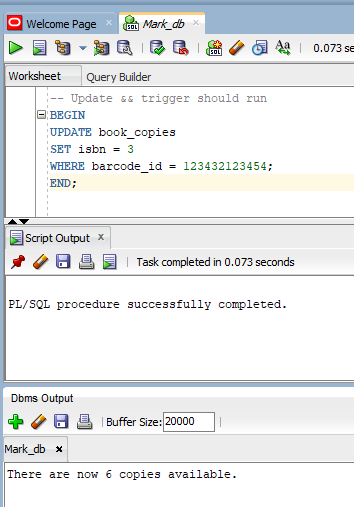 Welcome Page
Mark_db
0.073 se
Worksheet
Query Builder
-- Update && trigger should run
BEGIN
UPDATE book_copies
SET isbn = 3
WHERE barcode_id = 123432123454;
END;
Script Output
Task completed in 0.073 seconds
PL/SQL procedure successfully completed.
Dbms Output
Buffer Size: 20000
Mark_db
There are now 6 copies available.